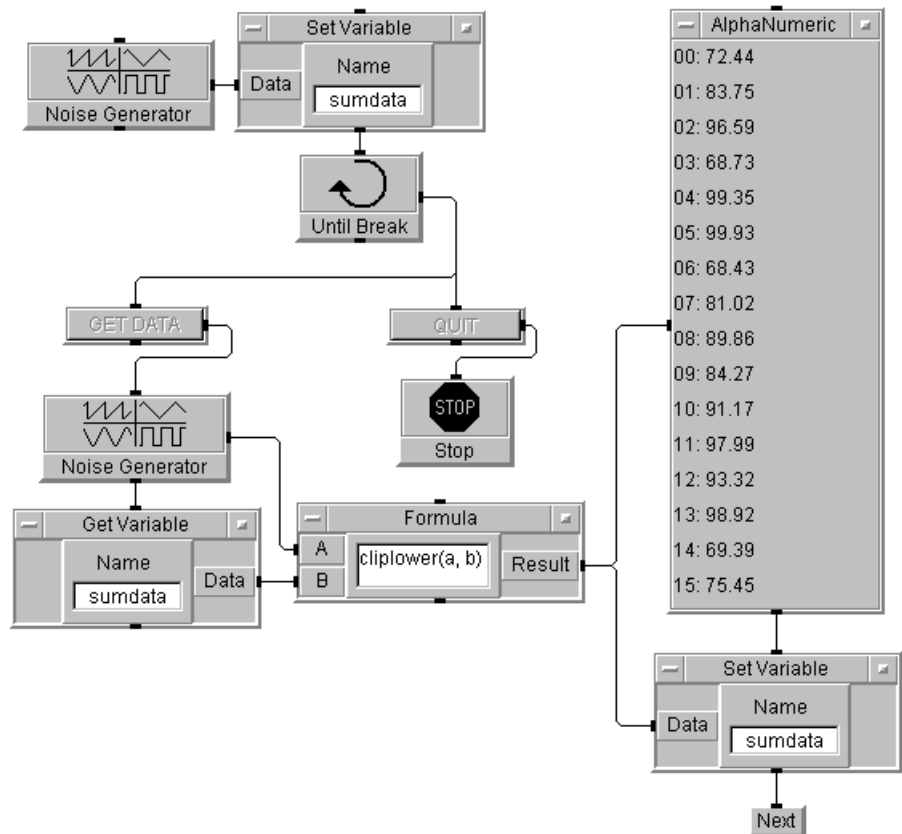 Noise Generator
Set Variable
Name
Data
sumdata
Until Break
GET DATA
QUIT
Noise Generator
STOP
Stop
Get Variable
Name
Data
sumdata
Formula
A
cliplower(a, b)
B
Result
AlphaNumeric
00: 72.44
01: 83.75
02: 96.59
03: 68.73
04: 99.35
05: 99.93
06: 68.43
07: 81.02
08: 89.86
09: 84.27
10: 91.17
11: 97.99
12: 93.32
13: 98.92
14: 69.39
15: 75.45
Set Variable
Name
Data
sumdata
Next